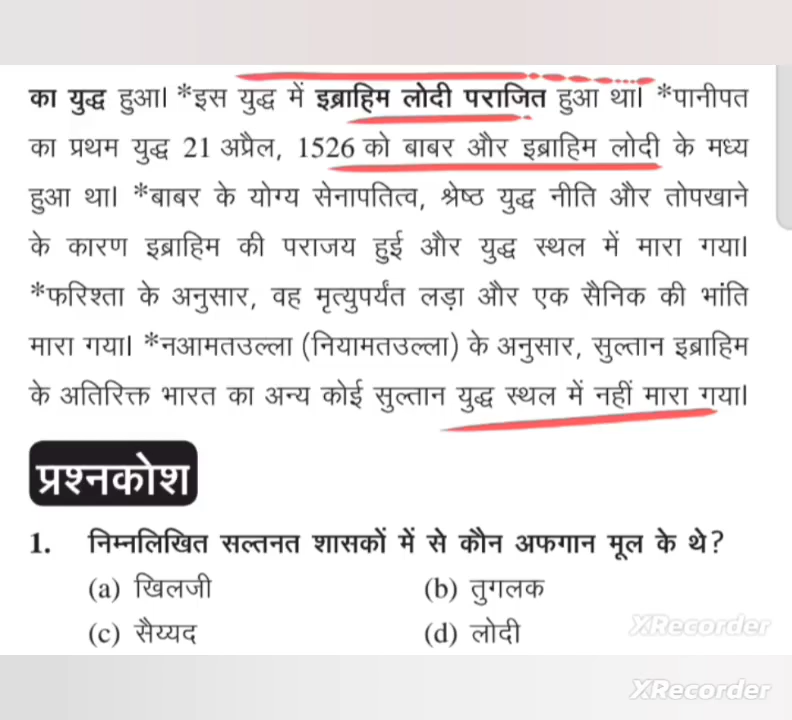 का युद्ध हुआ। *इस युद्ध में इब्राहिम लोदी पराजित हुआ था। *पानीपत
का प्रथम युद्ध 21 अप्रैल, 1526 को बाबर और इब्राहिम लोदी के मध्य
हुआ था। *बाबर के योग्य सेनापतित्व, श्रेष्ठ युद्ध नीति और तोपखाने
के कारण इब्राहिम की पराजय हुई और युद्ध स्थल में मारा गया।
*फरिश्ता के अनुसार, वह मृत्युपर्यंत लड़ा और एक सैनिक की भांति
मारा गया। *नआमतउल्ला (नियामतउल्ला) के अनुसार, सुल्तान इब्राहिम
के अतिरिक्त भारत का अन्य कोई सुल्तान युद्ध स्थल में नहीं मारा गया।
प्रश्नकोश
1. निम्नलिखित सल्तनत शासकों में से कौन अफगान मूल के थे?
(a) खिलजी (b) तुगलक
(c) सैय्यद (d) लोदी
XRecorder
XRecorder